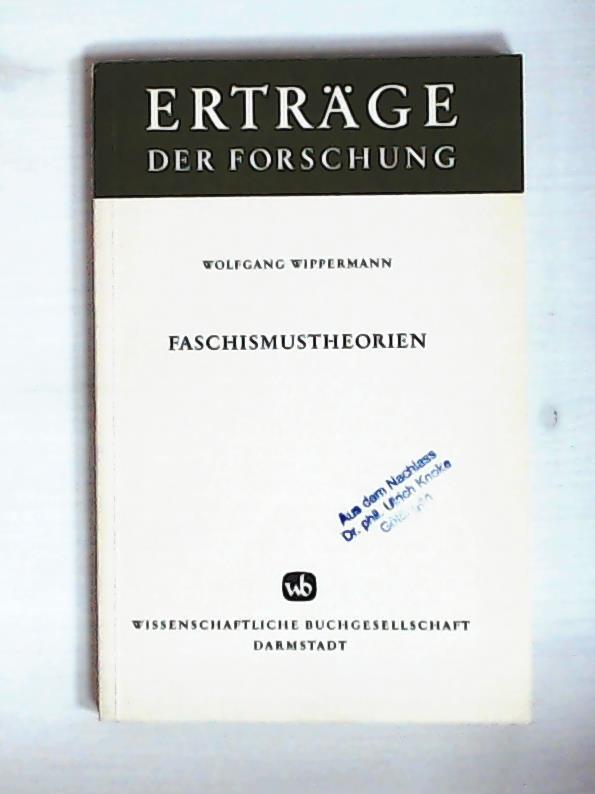 ERTRÄGE
DER FORSCHUNG
WOLFGANG WIPPERMANN
FASCHISMUSTHEORIEN
Aus dem Nachlass
Dr. phil. Ulrich Knoke
wb
WISSENSCHAFTLICHE BUCHGESELLSCHAFT
DARMSTADT